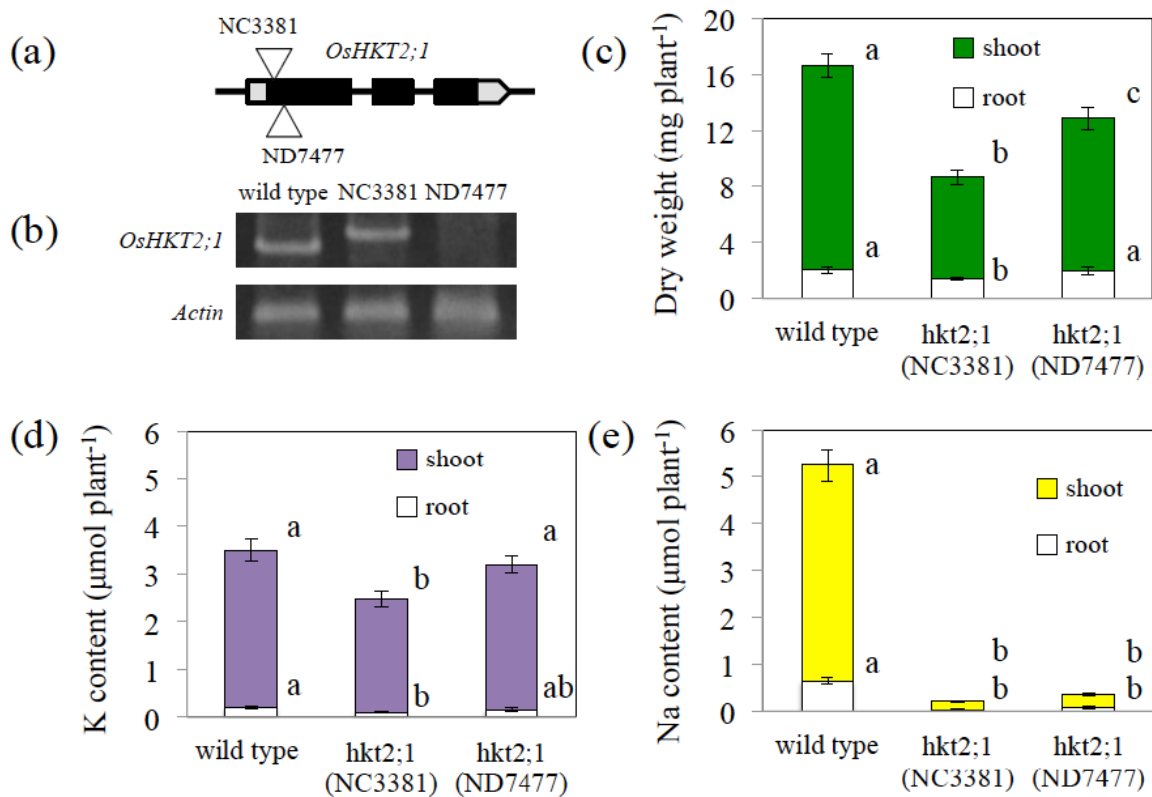 (a)
NC3381
OsHKT2;1
ND7477
(b)
wild type NC3381 ND7477
OsHKT2;1
Actin
(c)
Dry weight (mg plant⁻¹)
20
16
12
8
4
0
shoot
root
a
b
c
a
b
a
wild type
hkt2;1
(NC3381)
hkt2;1
(ND7477)
(d)
K content (μmol plant⁻¹)
6
5
4
3
2
1
0
shoot
root
a
b
a
a
b
ab
wild type
hkt2;1
(NC3381)
hkt2;1
(ND7477)
(e)
Na content (μmol plant⁻¹)
6
5
4
3
2
1
0
shoot
root
a
b
b
a
b
b
wild type
hkt2;1
(NC3381)
hkt2;1
(ND7477)